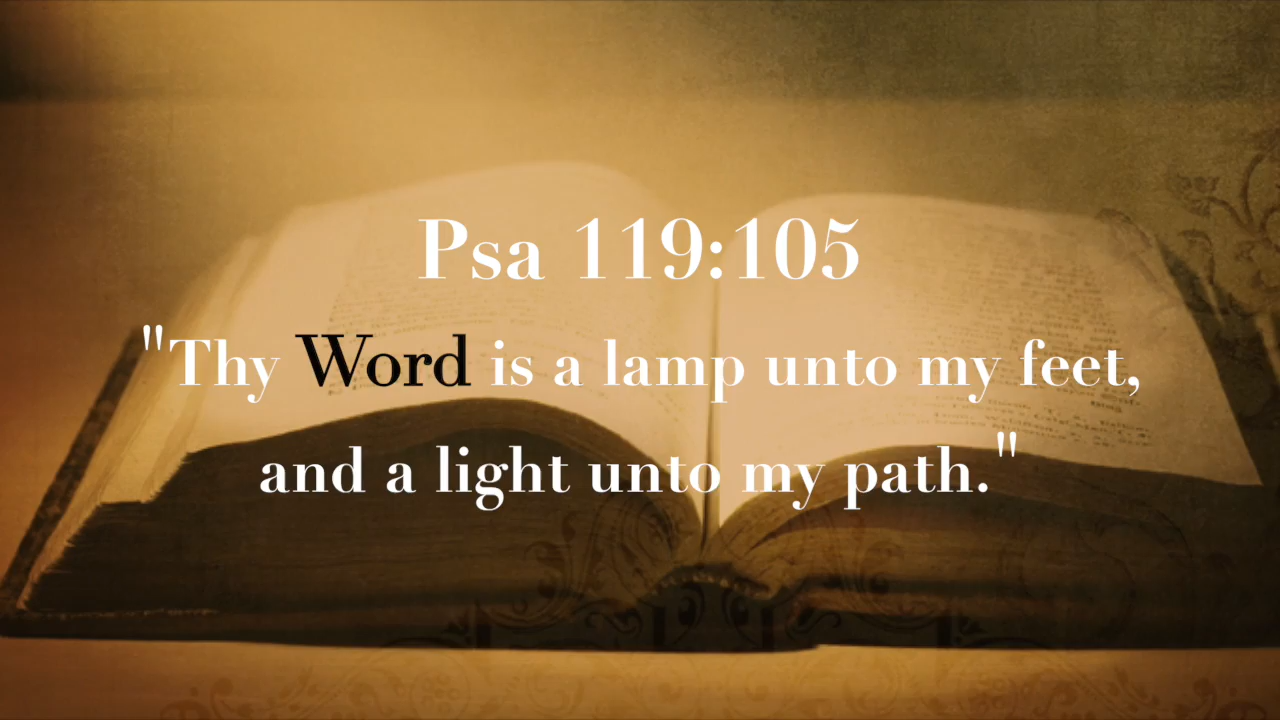 Psa 119:105
"Thy Word is a lamp unto my feet,
and a light unto my path."